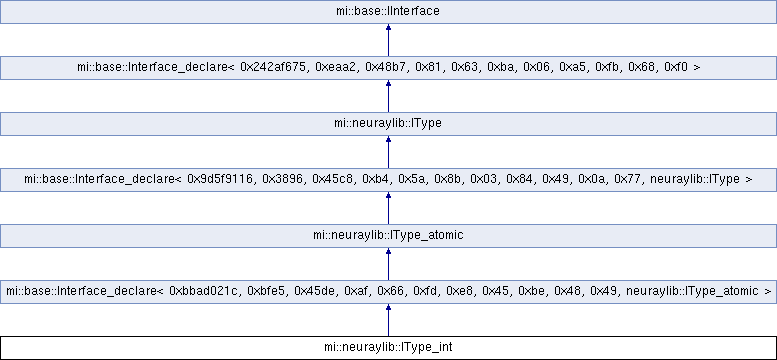 mi::base::IInterface
mi::base::Interface_declare< 0x242af675, 0xeaa2, 0x48b7, 0x81, 0x63, 0xba, 0x06, 0xa5, 0xfb, 0x68, 0xf0 >
mi::neuraylib::IType
mi::base::Interface_declare< 0x9d5f9116, 0x3896, 0x45c8, 0xb4, 0x5a, 0x8b, 0x03, 0x84, 0x49, 0x0a, 0x77, neuraylib::IType >
mi::neuraylib::IType_atomic
mi::base::Interface_declare< 0xbbad021c, 0xbfe5, 0x45de, 0xaf, 0x66, 0xfd, 0xe8, 0x45, 0xbe, 0x48, 0x49, neuraylib::IType_atomic >
mi::neuraylib::IType_int